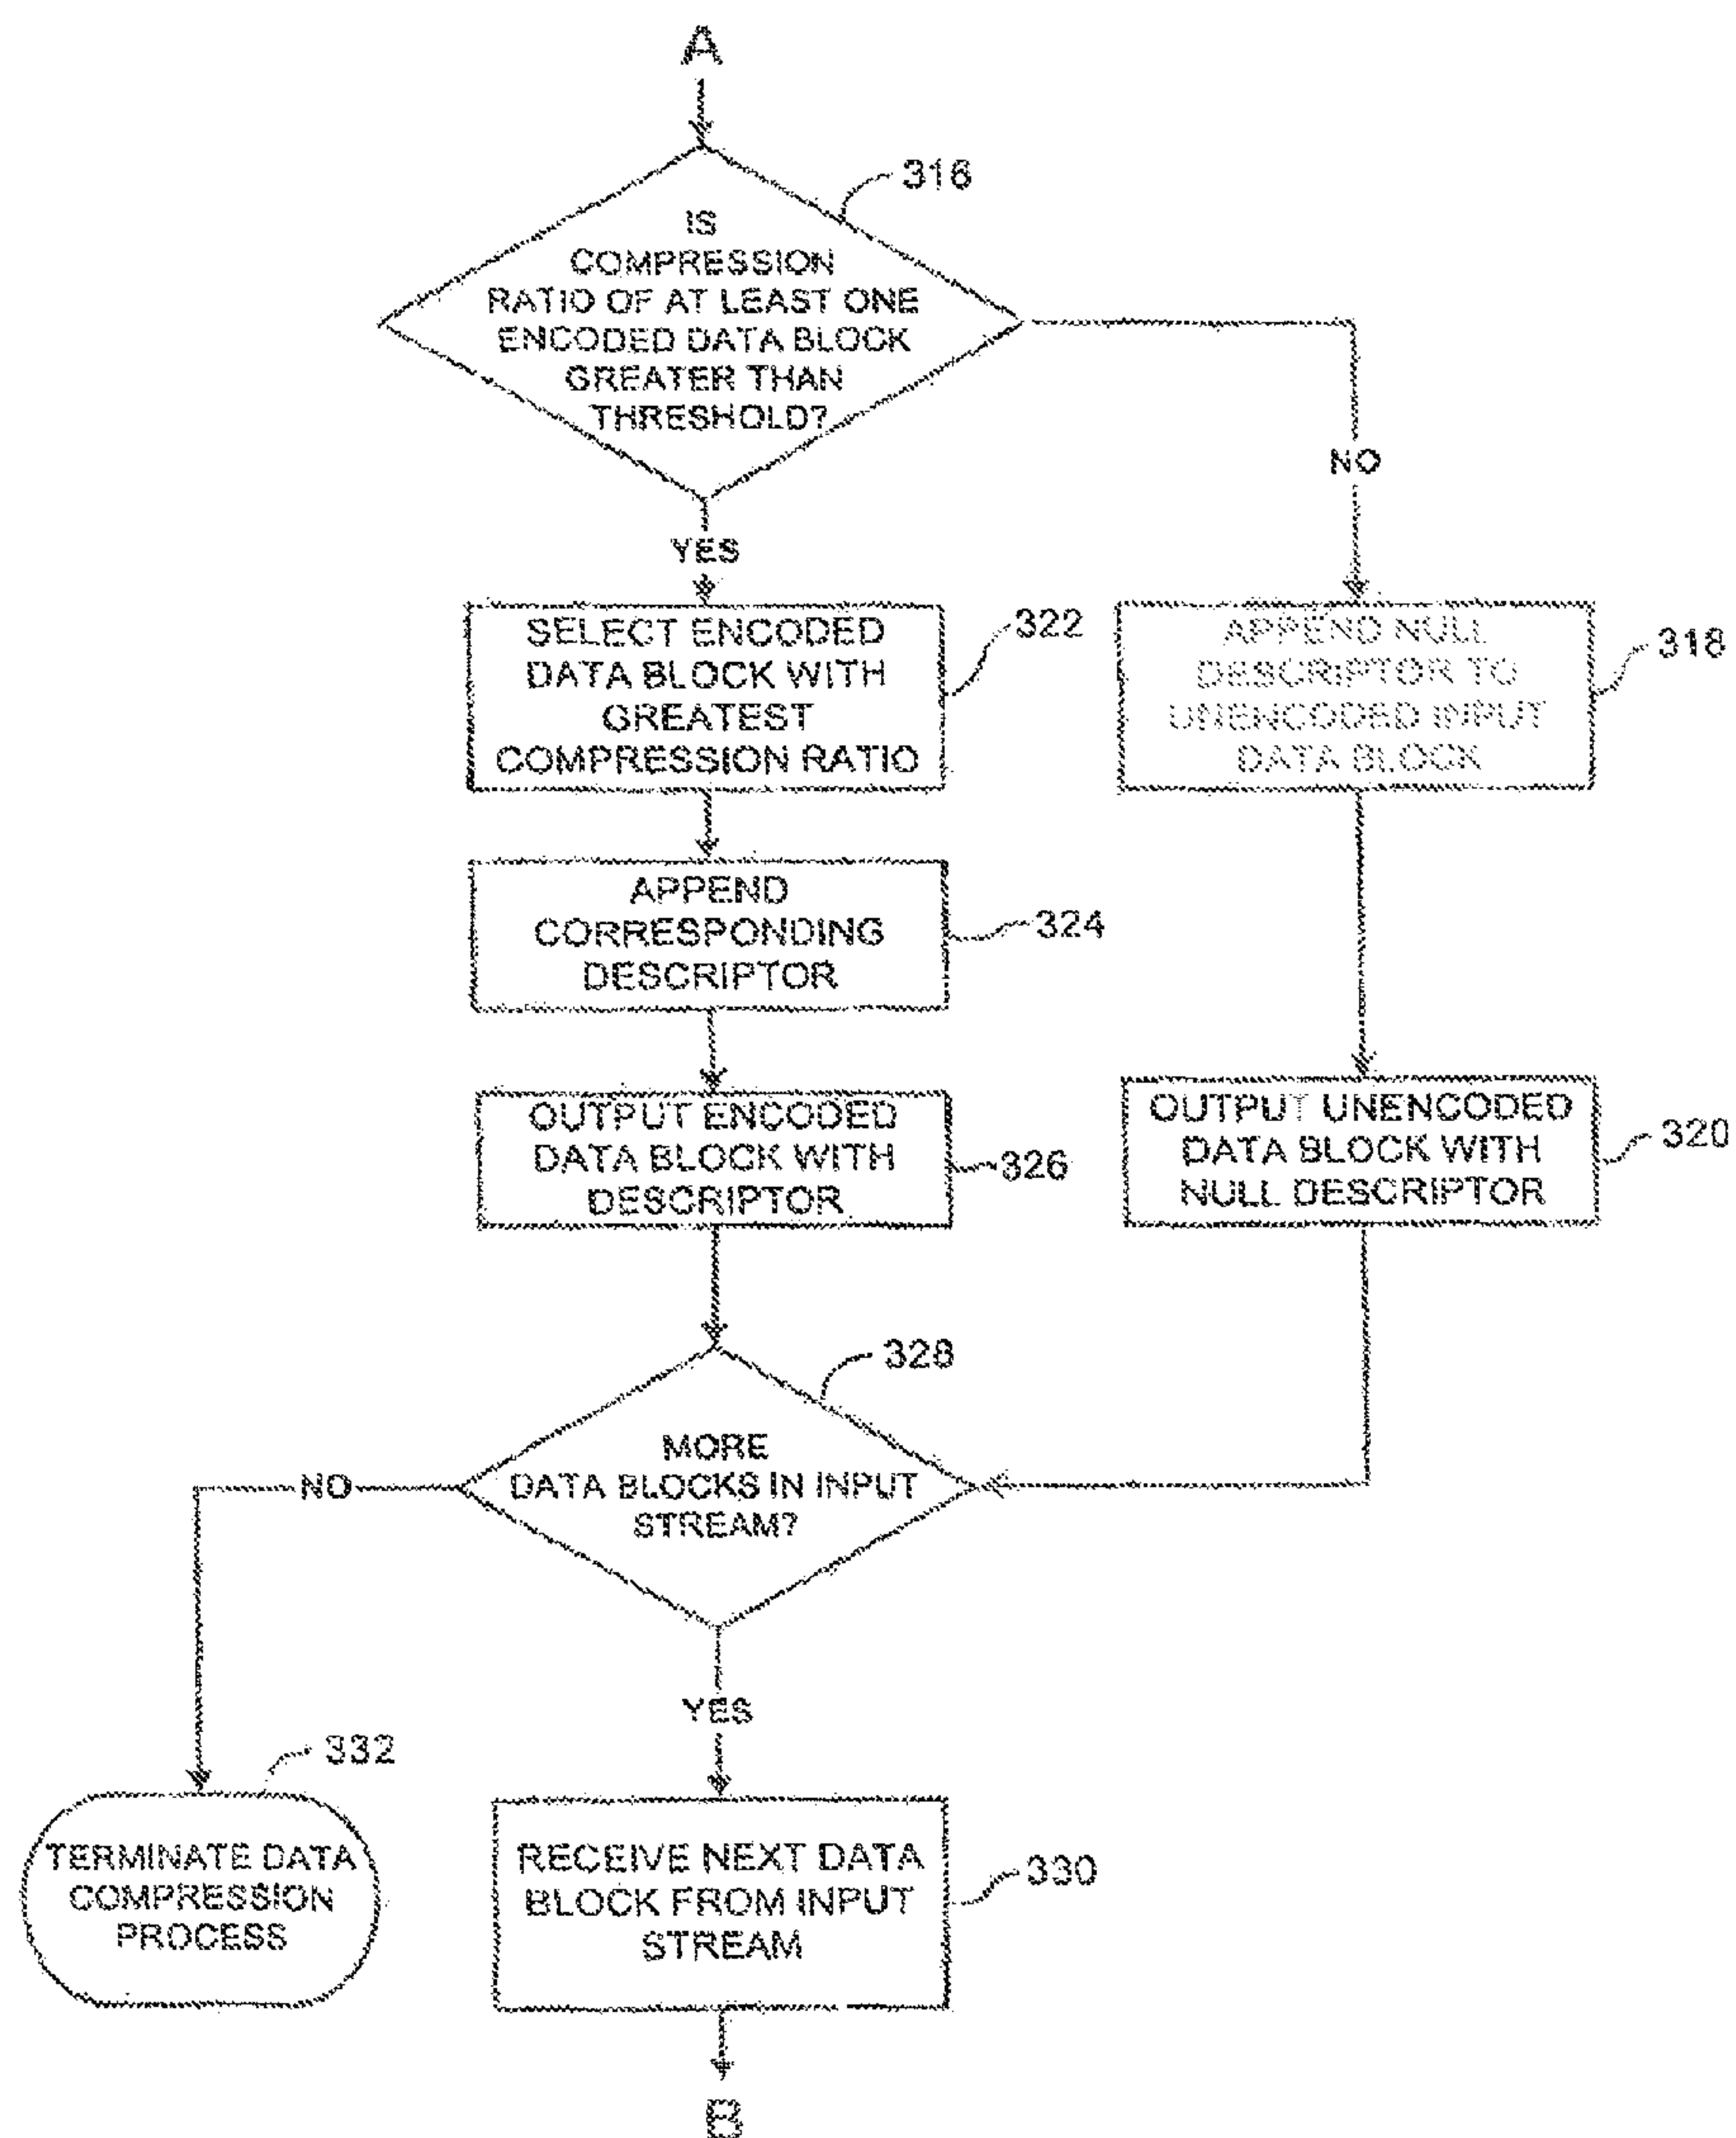 A
316
IS
COMPRESSION
RATIO OF AT LEAST ONE
ENCODED DATA BLOCK
GREATER THAN
THRESHOLD?
NO
YES
SELECT ENCODED
DATA BLOCK WITH
GREATEST
COMPRESSION RATIO
322
APPEND NULL
DESCRIPTOR TO
UNENCODED INPUT
DATA BLOCK
318
APPEND
CORRESPONDING
DESCRIPTOR
324
OUTPUT ENCODED
DATA BLOCK WITH
DESCRIPTOR
326
OUTPUT UNENCODED
DATA BLOCK WITH
NULL DESCRIPTOR
320
328
MORE
DATA BLOCKS IN INPUT
STREAM?
NO
YES
332
TERMINATE DATA
COMPRESSION
PROCESS
RECEIVE NEXT DATA
BLOCK FROM INPUT
STREAM
330
B